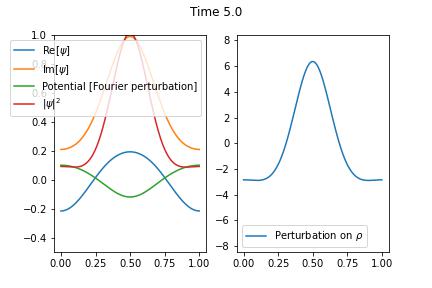 Time 5.0
1.0
0.8
0.6
0.4
0.2
0.0
−0.2
−0.4
0.00 0.25 0.50 0.75 1.00
Re[ψ]
Im[ψ]
Potential [Fourier perturbation]
|ψ|²
8
6
4
2
0
−2
−4
−6
−8
0.00 0.25 0.50 0.75 1.00
Perturbation on ρ